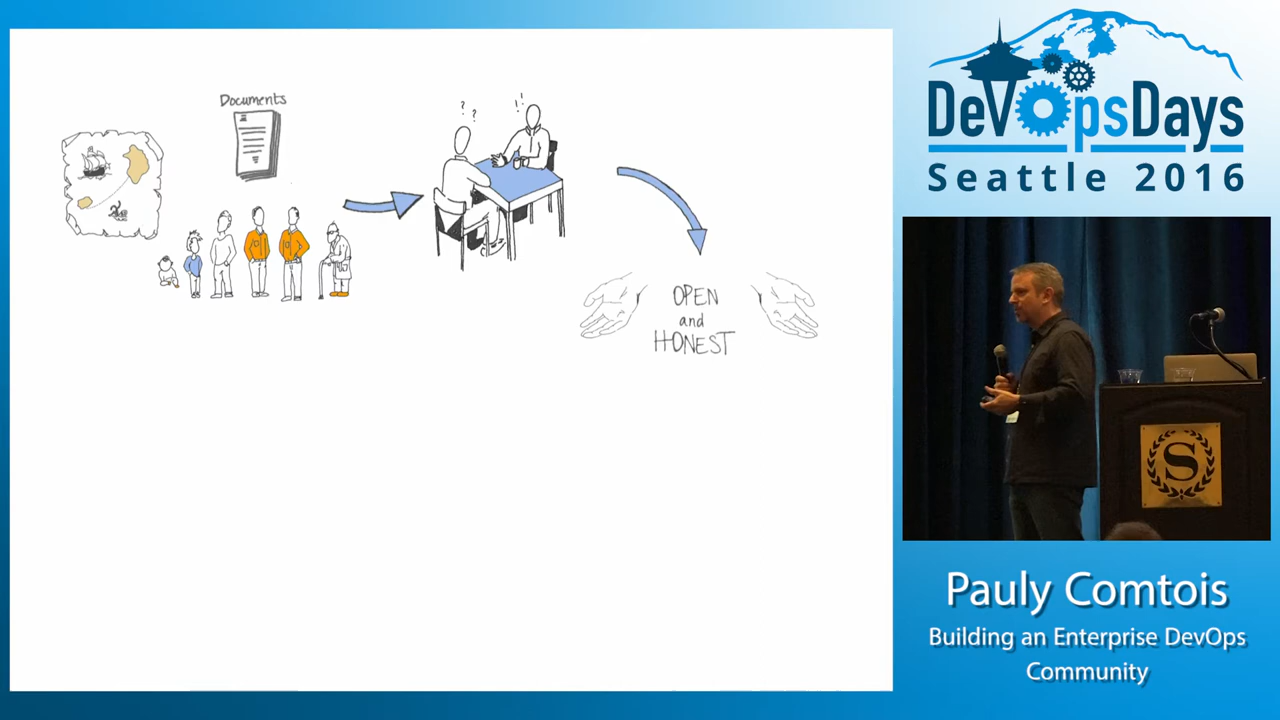 Documents
? ?
! !
OPEN
and
HONEST
DevOpsDays
Seattle 2016
S
Pauly Comtois
Building an Enterprise DevOps
Community